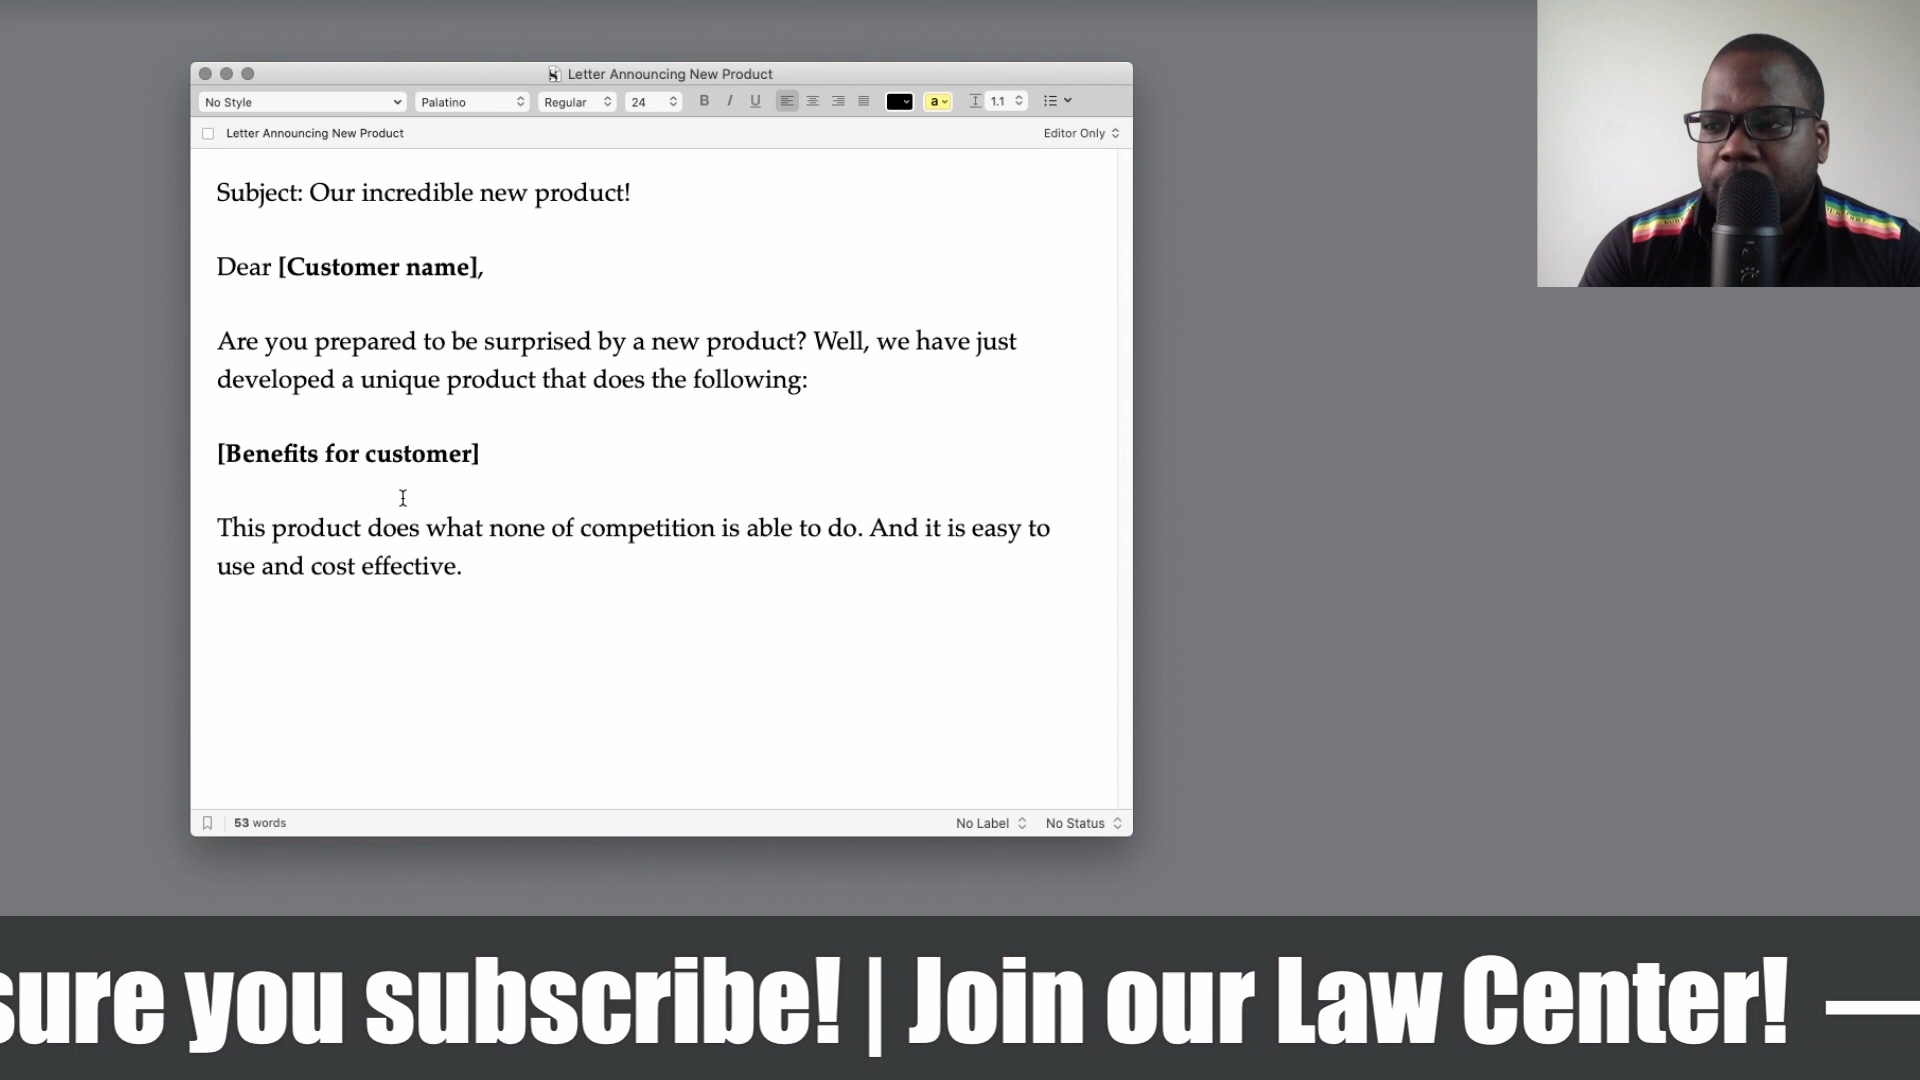 Letter Announcing New Product
No Style
Palatino
Regular
24
B I U
a
1.1
Letter Announcing New Product
Editor Only
Subject: Our incredible new product!
Dear [Customer name],
Are you prepared to be surprised by a new product? Well, we have just
developed a unique product that does the following:
[Benefits for customer]
This product does what none of competition is able to do. And it is easy to
use and cost effective.
53 words
No Label
No Status
sure you subscribe! | Join our Law Center! —